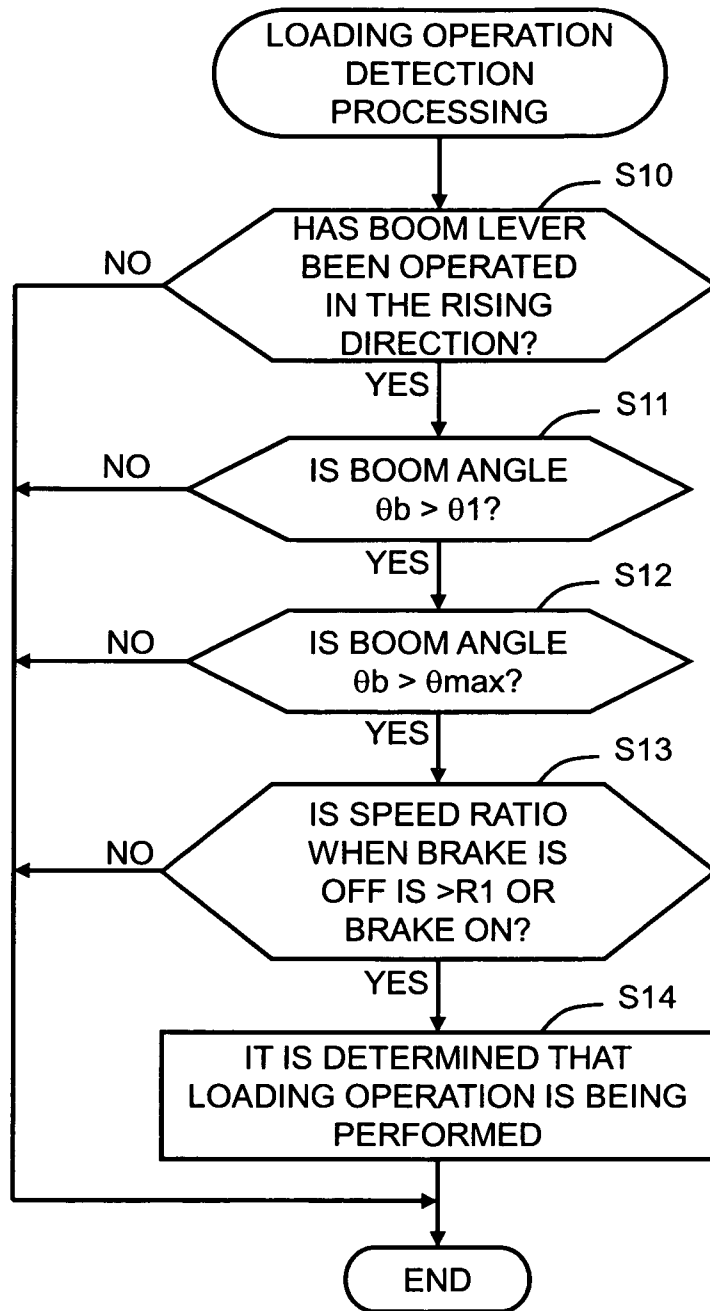 LOADING OPERATION
DETECTION
PROCESSING
S10
HAS BOOM LEVER
BEEN OPERATED
IN THE RISING
DIRECTION?
NO
YES
S11
IS BOOM ANGLE
θb > θ1?
NO
YES
S12
IS BOOM ANGLE
θb > θmax?
NO
YES
S13
IS SPEED RATIO
WHEN BRAKE IS
OFF IS >R1 OR
BRAKE ON?
NO
YES
S14
IT IS DETERMINED THAT
LOADING OPERATION IS BEING
PERFORMED
END